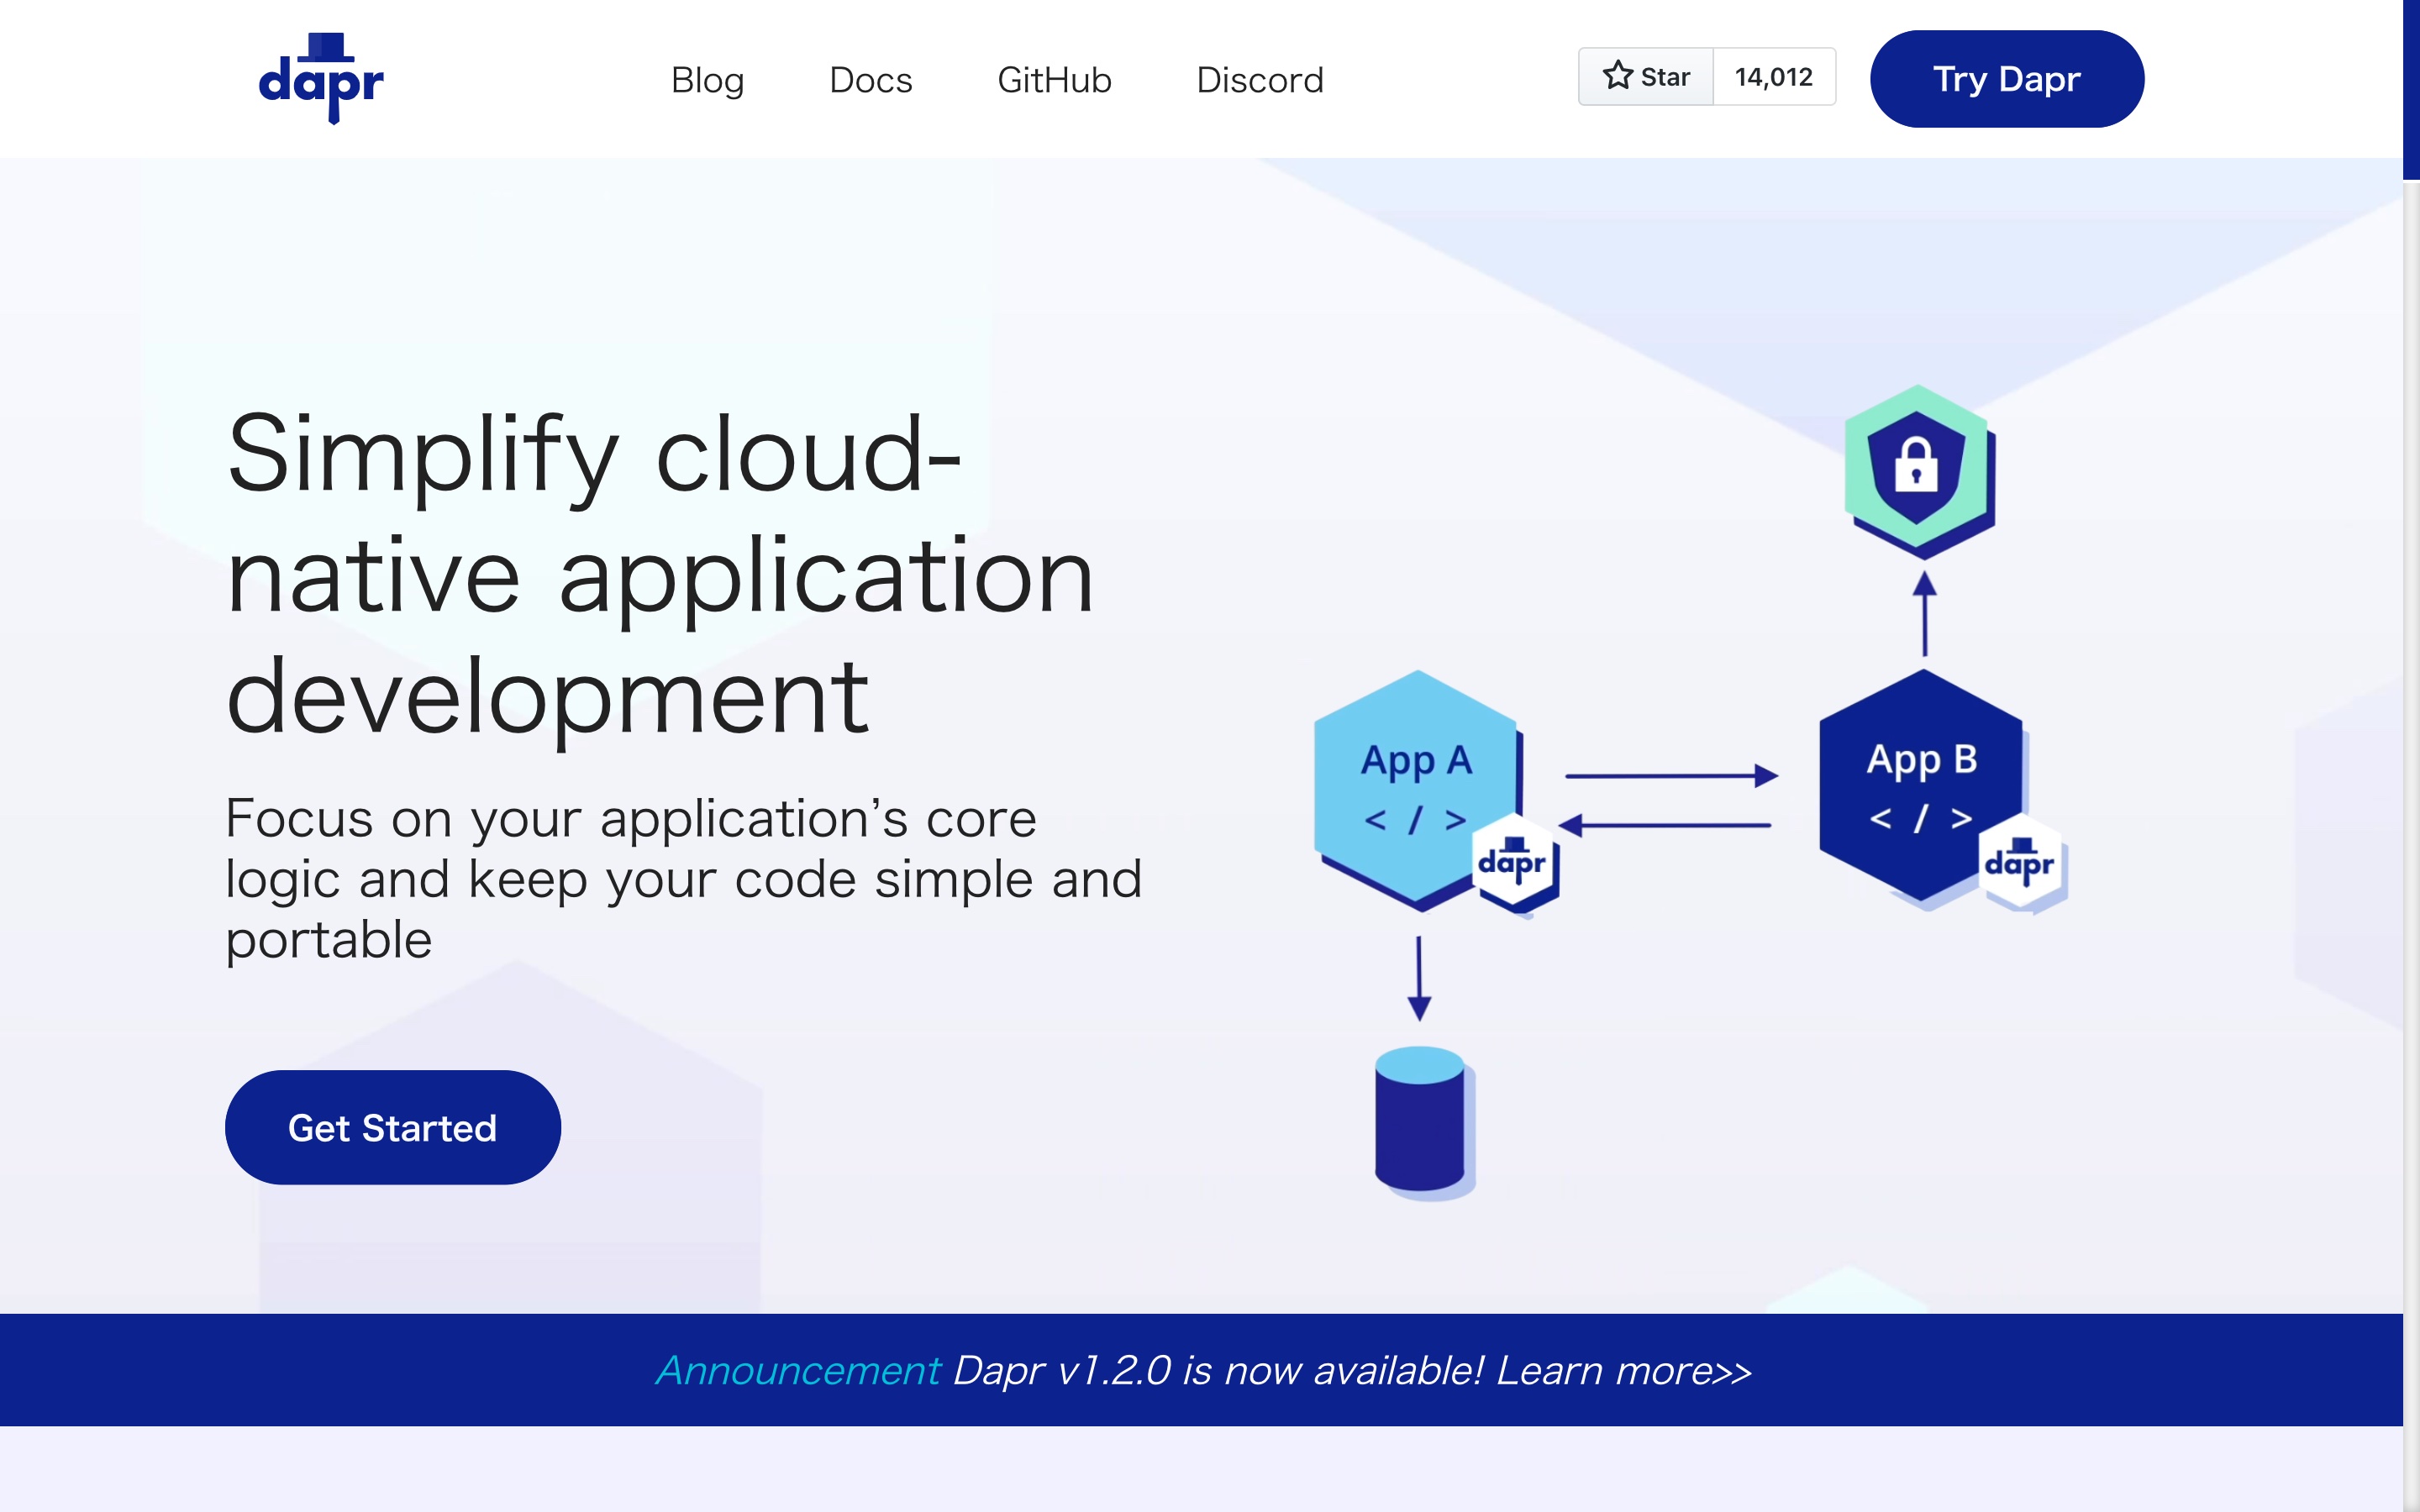 dapr
Blog
Docs
GitHub
Discord
Star
14,012
Try Dapr
Simplify cloud-
native application
development
Focus on your application’s core
logic and keep your code simple and
portable
Get Started
App A
< / >
dapr
App B
< / >
dapr
Announcement Dapr v1.2.0 is now available! Learn more>>